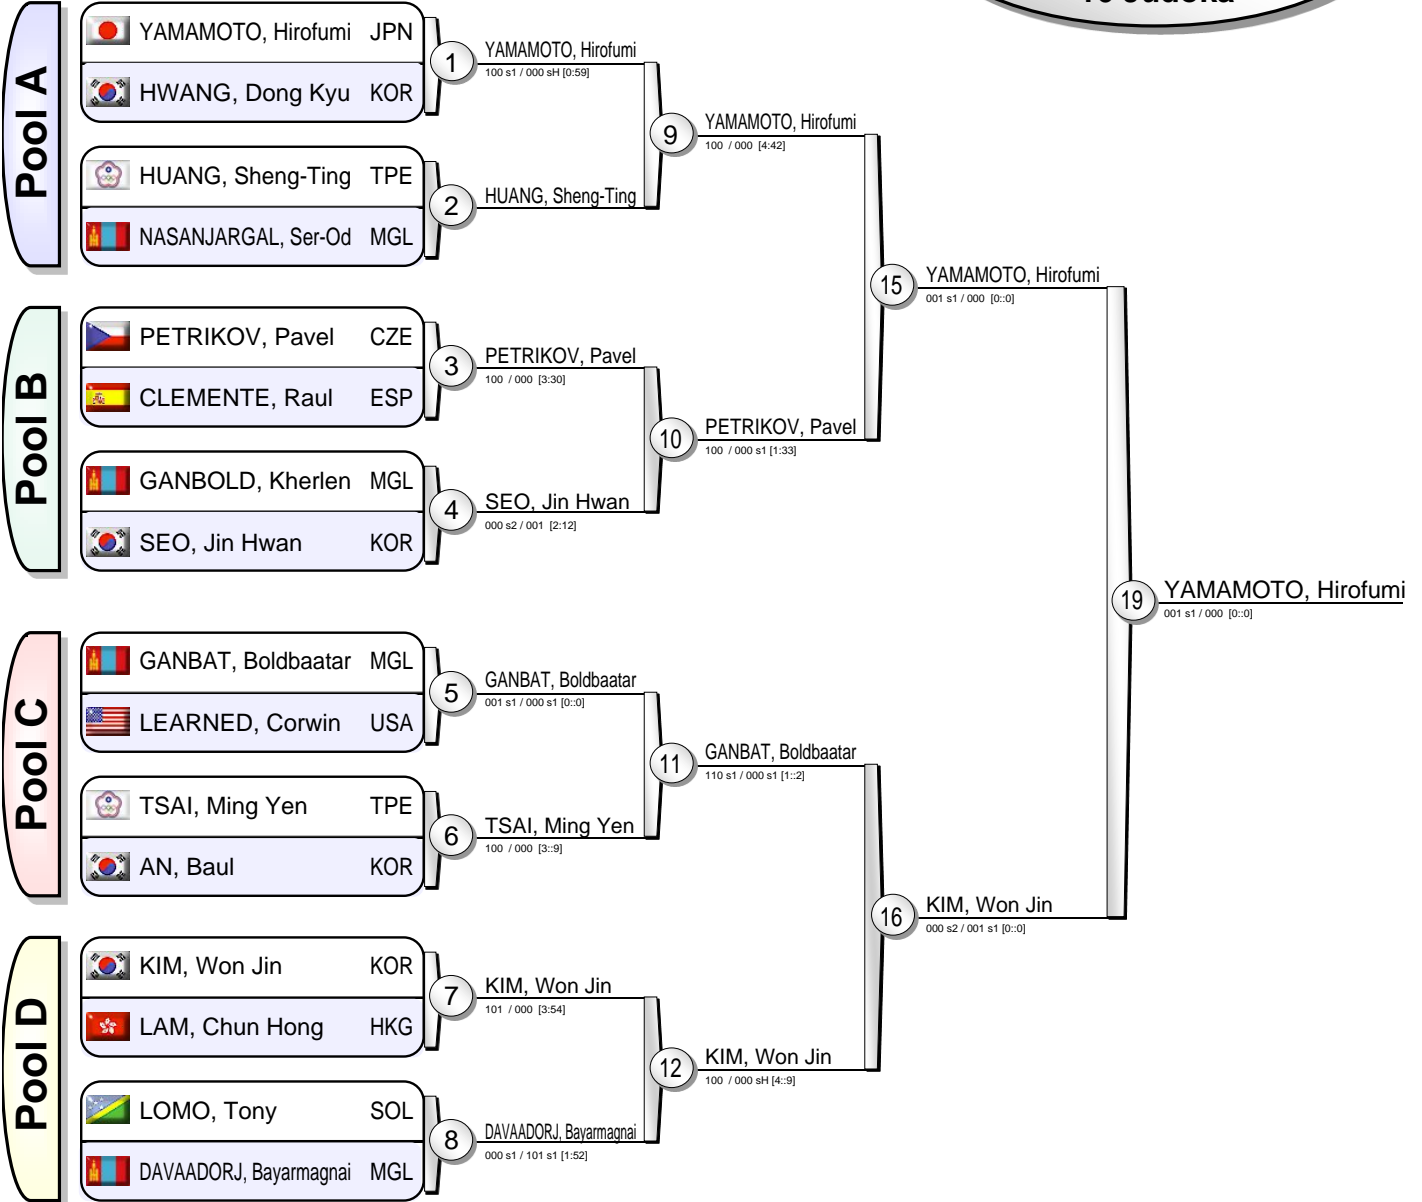 Pool A
YAMAMOTO, Hirofumi JPN
HWANG, Dong Kyu KOR
HUANG, Sheng-Ting TPE
NASANJARGAL, Ser-Od MGL
1
YAMAMOTO, Hirofumi
100 s1 / 000 sH [0:59]
2
HUANG, Sheng-Ting
9
YAMAMOTO, Hirofumi
100 / 000 [4:42]
Pool B
PETRIKOV, Pavel CZE
CLEMENTE, Raul ESP
GANBOLD, Kherlen MGL
SEO, Jin Hwan KOR
3
PETRIKOV, Pavel
100 / 000 [3:30]
4
SEO, Jin Hwan
000 s2 / 001 [2:12]
10
PETRIKOV, Pavel
100 / 000 s1 [1:33]
15
YAMAMOTO, Hirofumi
001 s1 / 000 [0::0]
Pool C
GANBAT, Boldbaatar MGL
LEARNED, Corwin USA
TSAI, Ming Yen TPE
AN, Baul KOR
5
GANBAT, Boldbaatar
001 s1 / 000 s1 [0::0]
6
TSAI, Ming Yen
100 / 000 [3::9]
11
GANBAT, Boldbaatar
110 s1 / 000 s1 [1::2]
Pool D
KIM, Won Jin KOR
LAM, Chun Hong HKG
LOMO, Tony SOL
DAVAADORJ, Bayarmagnai MGL
7
KIM, Won Jin
101 / 000 [3:54]
8
DAVAADORJ, Bayarmagnai
000 s1 / 101 s1 [1:52]
12
KIM, Won Jin
100 / 000 sH [4::9]
16
KIM, Won Jin
000 s2 / 001 s1 [0::0]
19
YAMAMOTO, Hirofumi
001 s1 / 000 [0::0]